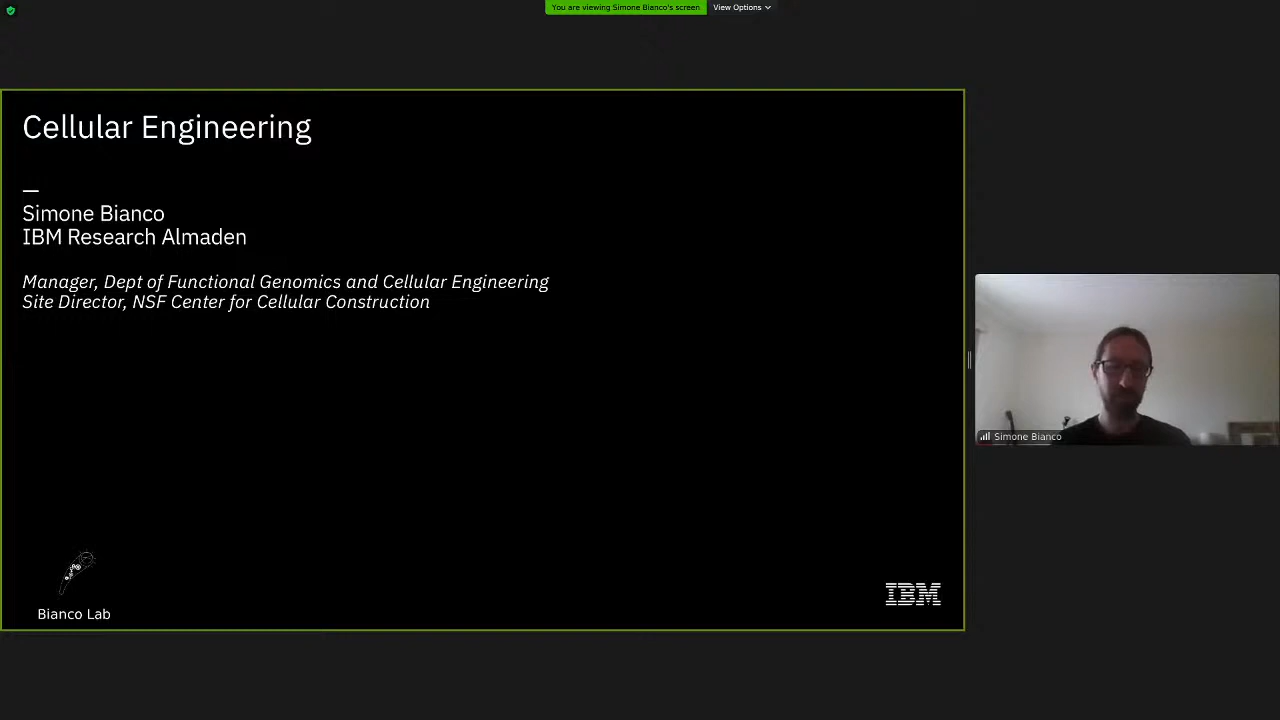 You are viewing Simone Bianco's screen
View Options
Cellular Engineering
—
Simone Bianco
IBM Research Almaden
Manager, Dept of Functional Genomics and Cellular Engineering
Site Director, NSF Center for Cellular Construction
Simone Bianco
Bianco Lab
IBM